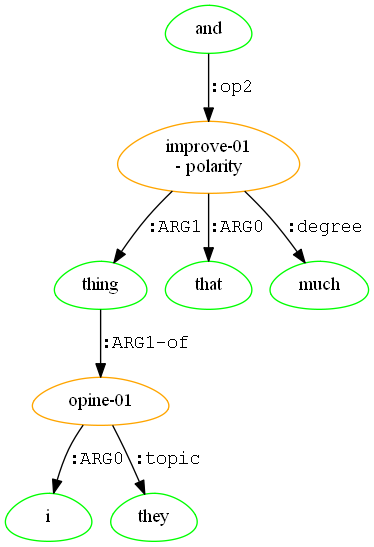 and
:op2
improve-01
- polarity
:ARG1 :ARG0 :degree
thing that much
:ARG1-of
opine-01
:ARG0 :topic
i they